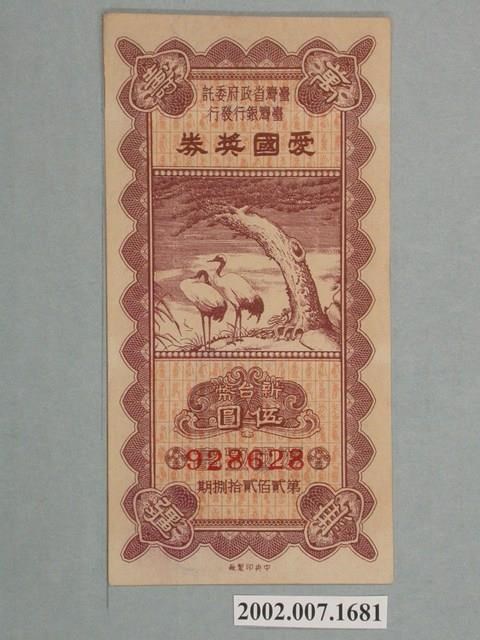 萬
臺灣省政府委託
臺灣銀行發行
愛國獎券
新台幣
伍圓
928628
第貳佰貳拾捌期
中央印製廠
2002.007.1681